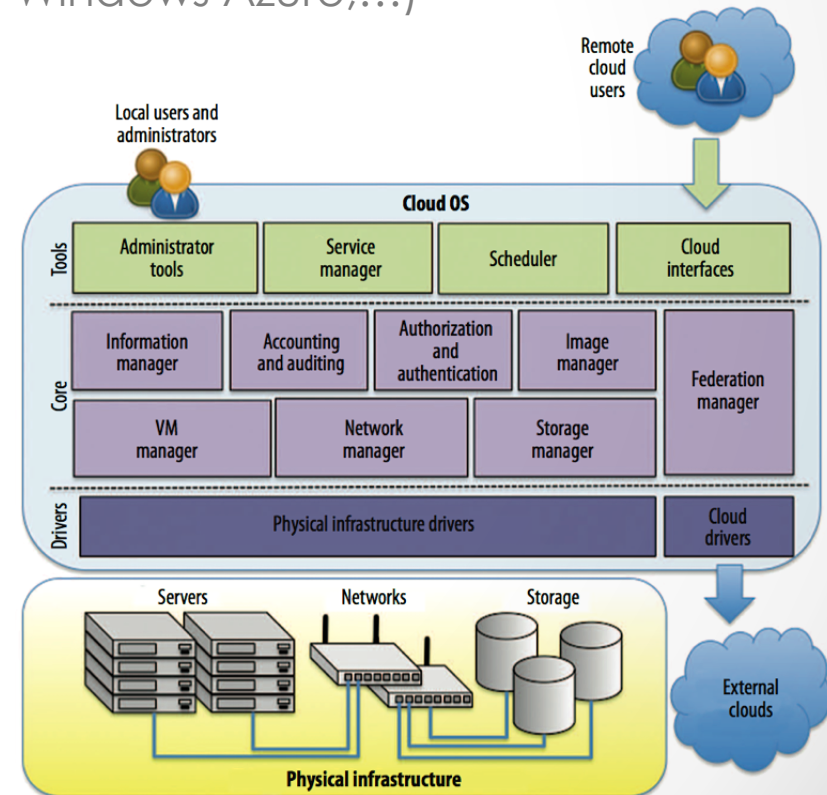 Windows Azure,...)
Remote
cloud
users
Local users and
administrators
Cloud OS
Tools
Administrator
tools
Service
manager
Scheduler
Cloud
interfaces
Core
Information
manager
Accounting
and auditing
Authorization
and
authentication
Image
manager
Federation
manager
VM
manager
Network
manager
Storage
manager
Drivers
Physical infrastructure drivers
Cloud
drivers
Servers
Networks
Storage
External
clouds
Physical infrastructure